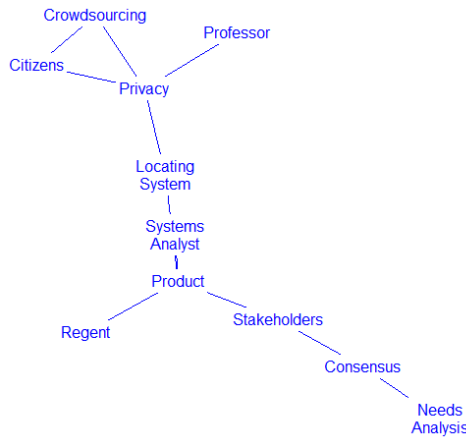 Crowdsourcing
Professor
Citizens
Privacy
Locating
System
Systems
Analyst
Product
Regent
Stakeholders
Consensus
Needs
Analysis